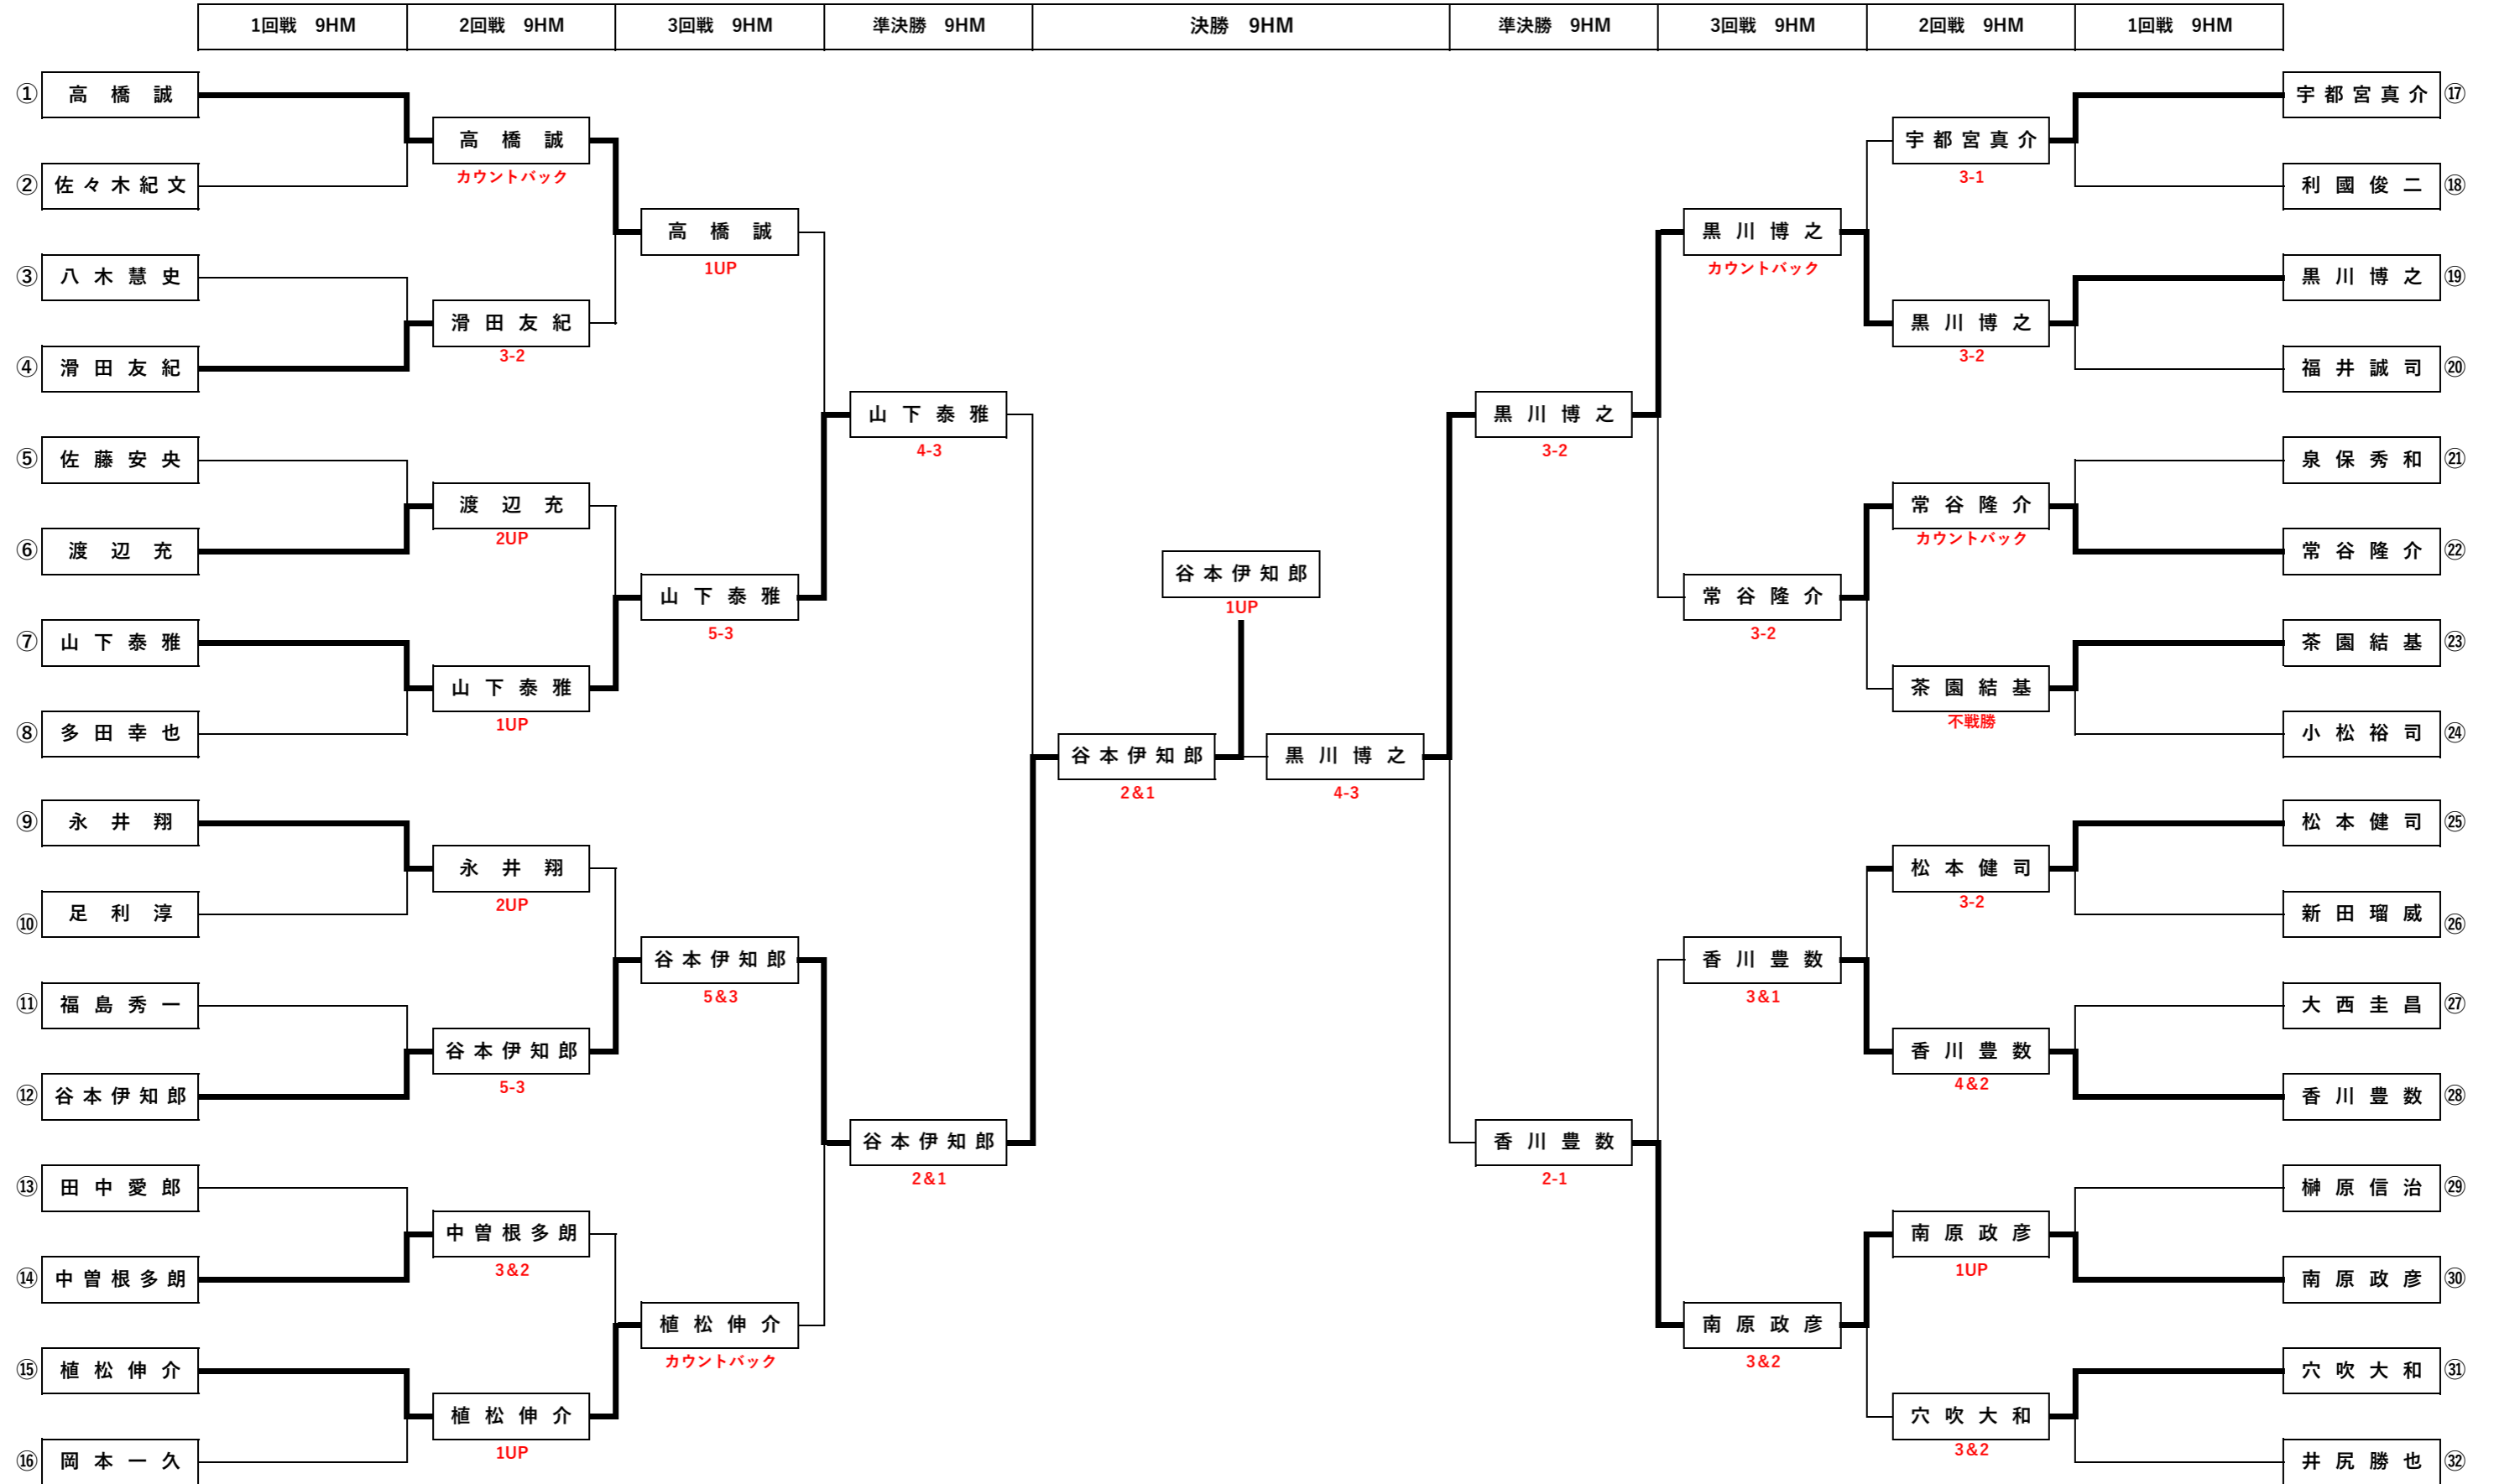 1回戦　9HM
2回戦　9HM
3回戦　9HM
準決勝　9HM
決勝　9HM
準決勝　9HM
3回戦　9HM
2回戦　9HM
1回戦　9HM
① 高橋誠
② 佐々木紀文
③ 八木慧史
④ 滑田友紀
⑤ 佐藤安央
⑥ 渡辺充
⑦ 山下泰雅
⑧ 多田幸也
⑨ 永井翔
⑩ 足利淳
⑪ 福島秀一
⑫ 谷本伊知郎
⑬ 田中愛郎
⑭ 中曽根多朗
⑮ 植松伸介
⑯ 岡本一久
高橋誠
カウントバック
滑田友紀
3-2
渡辺充
2UP
山下泰雅
1UP
永井翔
2UP
谷本伊知郎
5-3
中曽根多朗
3&2
植松伸介
1UP
高橋誠
1UP
山下泰雅
5-3
谷本伊知郎
5&3
植松伸介
カウントバック
山下泰雅
4-3
谷本伊知郎
2&1
谷本伊知郎
2&1
谷本伊知郎
1UP
黒川博之
4-3
黒川博之
3-2
香川豊数
2-1
黒川博之
カウントバック
常谷隆介
3-2
香川豊数
3&1
南原政彦
3&2
宇都宮真介
3-1
黒川博之
3-2
常谷隆介
カウントバック
茶園結基
不戦勝
松本健司
3-2
香川豊数
4&2
南原政彦
1UP
穴吹大和
3&2
宇都宮真介 ⑰
利國俊二 ⑱
黒川博之 ⑲
福井誠司 ⑳
泉保秀和 ㉑
常谷隆介 ㉒
茶園結基 ㉓
小松裕司 ㉔
松本健司 ㉕
新田瑠威 ㉖
大西圭昌 ㉗
香川豊数 ㉘
榊原信治 ㉙
南原政彦 ㉚
穴吹大和 ㉛
井尻勝也 ㉜